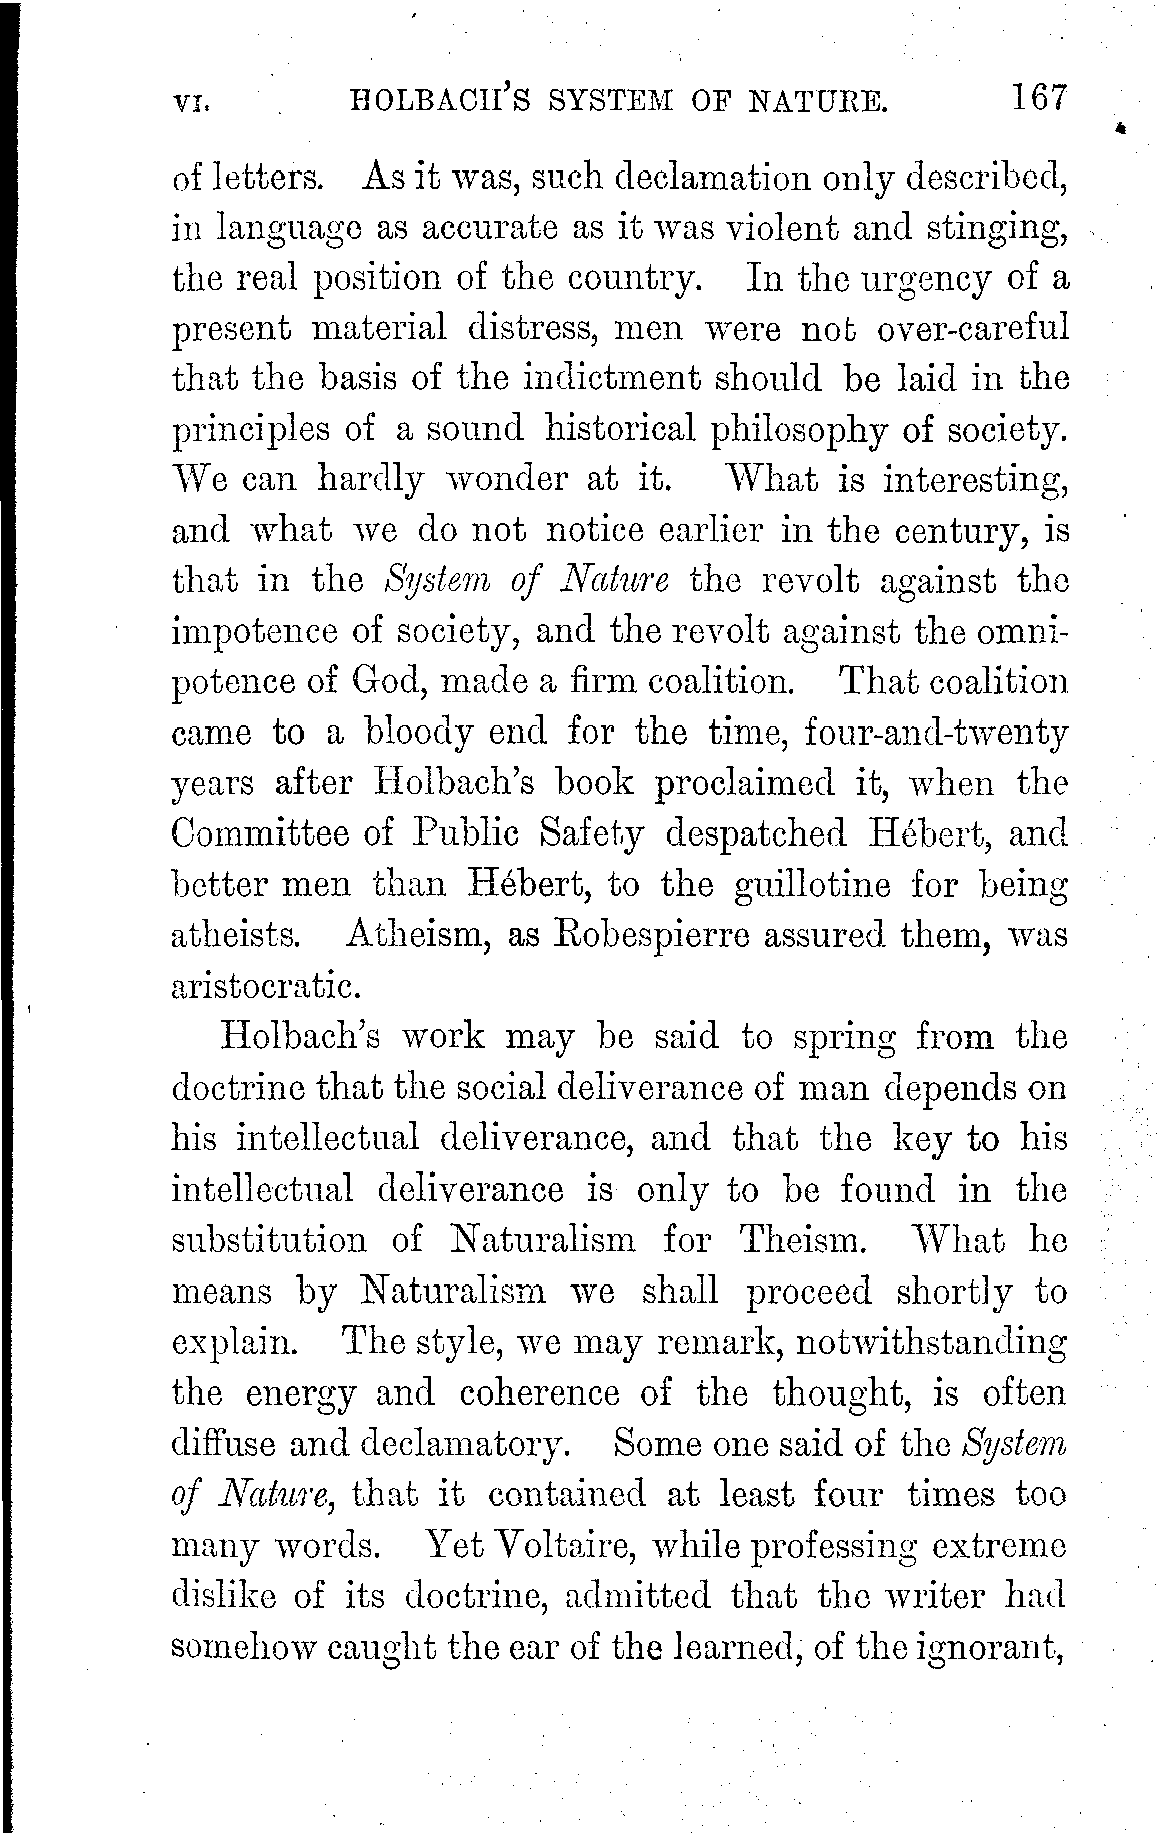 VI. HOLBACH'S SYSTEM OF NATURE. 167
of letters. As it was, such declamation only described,
in language as accurate as it was violent and stinging,
the real position of the country. In the urgency of a
present material distress, men were not over-careful
that the basis of the indictment should be laid in the
principles of a sound historical philosophy of society.
We can hardly wonder at it. What is interesting,
and what we do not notice earlier in the century, is
that in the System of Nature the revolt against the
impotence of society, and the revolt against the omni-
potence of God, made a firm coalition. That coalition
came to a bloody end for the time, four-and-twenty
years after Holbach's book proclaimed it, when the
Committee of Public Safety despatched Hébert, and
better men than Hébert, to the guillotine for being
atheists. Atheism, as Robespierre assured them, was
aristocratic.
Holbach's work may be said to spring from the
doctrine that the social deliverance of man depends on
his intellectual deliverance, and that the key to his
intellectual deliverance is only to be found in the
substitution of Naturalism for Theism. What he
means by Naturalism we shall proceed shortly to
explain. The style, we may remark, notwithstanding
the energy and coherence of the thought, is often
diffuse and declamatory. Some one said of the System
of Nature, that it contained at least four times too
many words. Yet Voltaire, while professing extreme
dislike of its doctrine, admitted that the writer had
somehow caught the ear of the learned, of the ignorant,